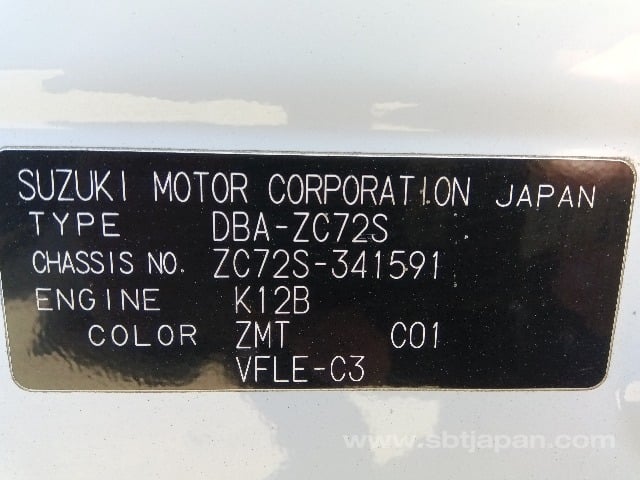 SUZUKI MOTOR CORPORATION JAPAN
TYPE DBA-ZC72S
CHASSIS NO. ZC72S-341591
ENGINE K12B
COLOR ZMT C01
VFLE-C3
www.sbtjapan.com